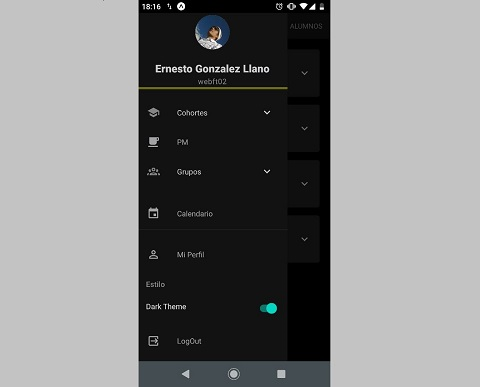 18:16
ALUMNOS
Ernesto Gonzalez Llano
webft02
Cohortes
PM
Grupos
Calendario
Mi Perfil
Estilo
Dark Theme
LogOut